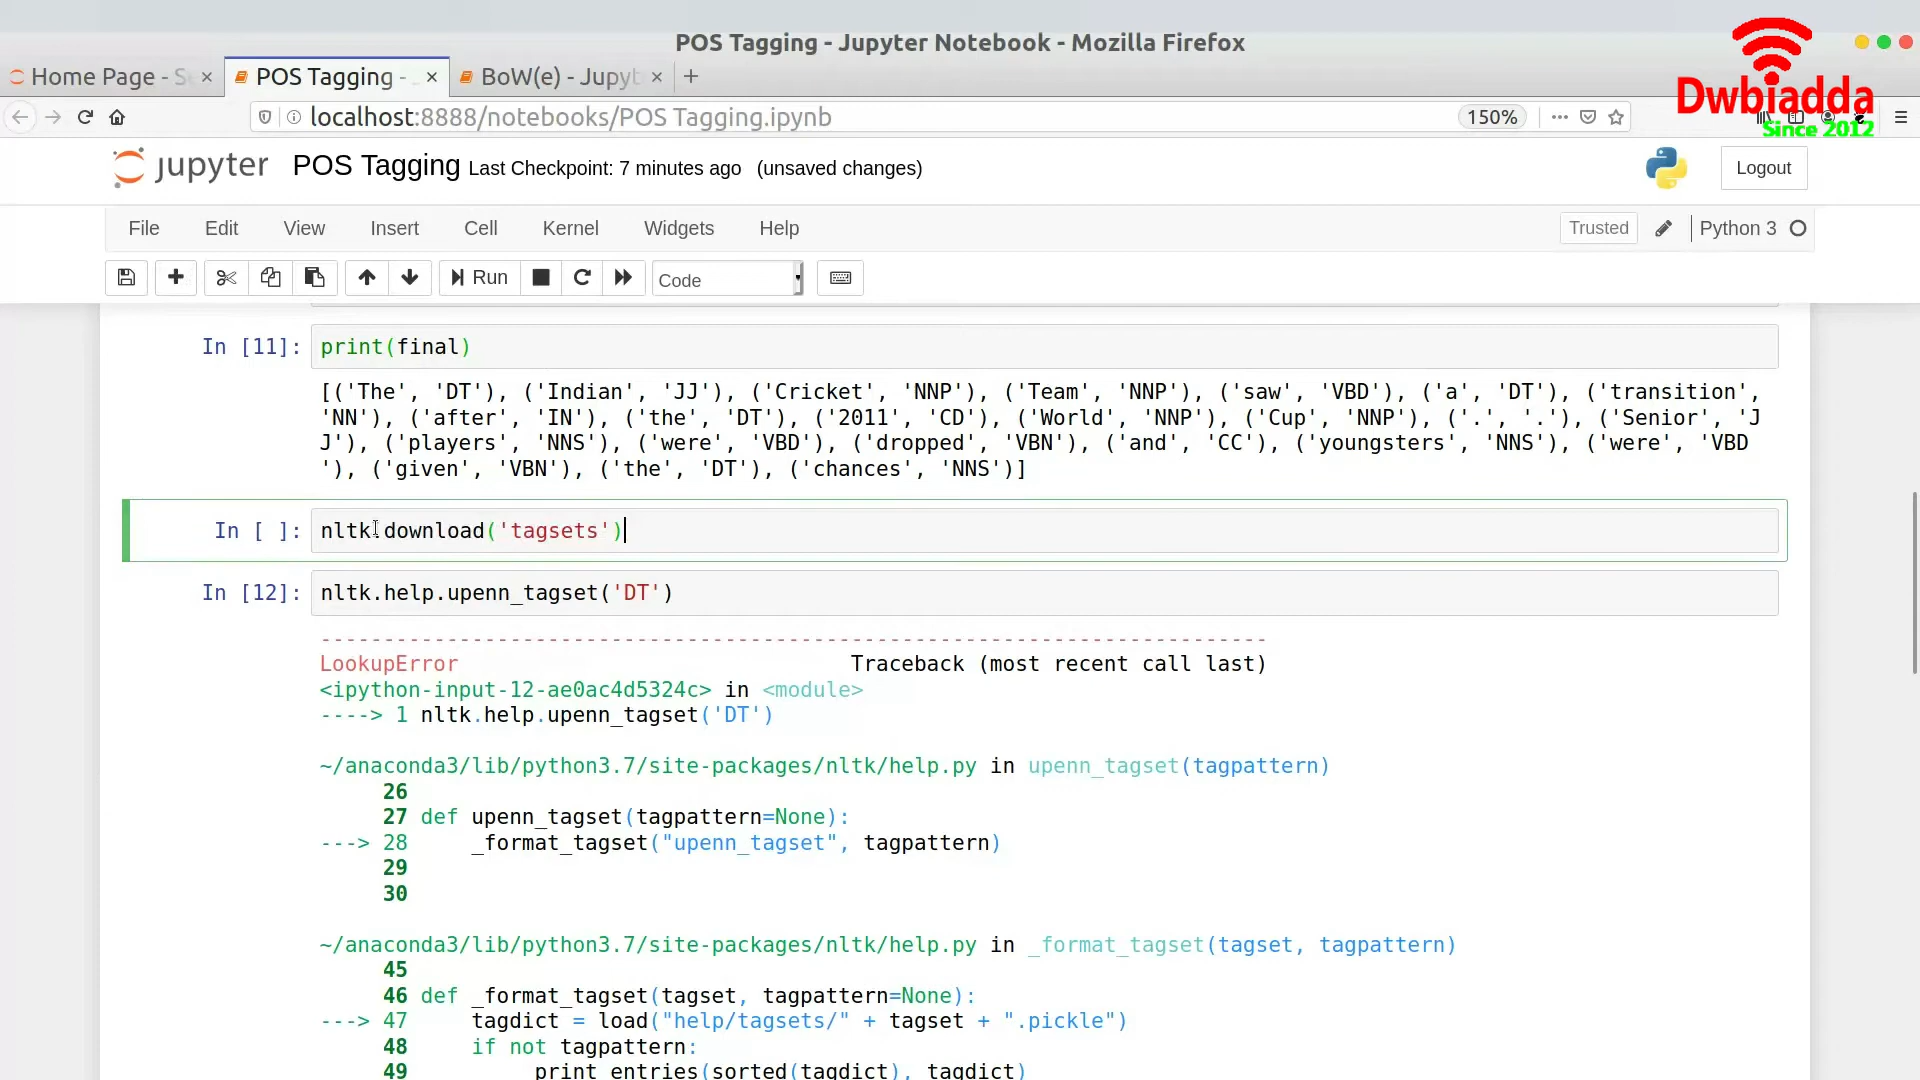 POS Tagging - Jupyter Notebook - Mozilla Firefox
Dwbiadda
Since 2012
Home Page - S
POS Tagging -
BoW(e) - Jupyt
localhost:8888/notebooks/POS Tagging.ipynb
150%
jupyter
POS Tagging Last Checkpoint: 7 minutes ago (unsaved changes)
Logout
File Edit View Insert Cell Kernel Widgets Help
Trusted
Python 3
Run
Code
In [11]: print(final)
[('The', 'DT'), ('Indian', 'JJ'), ('Cricket', 'NNP'), ('Team', 'NNP'), ('saw', 'VBD'), ('a', 'DT'), ('transition',
'NN'), ('after', 'IN'), ('the', 'DT'), ('2011', 'CD'), ('World', 'NNP'), ('Cup', 'NNP'), ('.', '.'), ('Senior', 'J
J'), ('players', 'NNS'), ('were', 'VBD'), ('dropped', 'VBN'), ('and', 'CC'), ('youngsters', 'NNS'), ('were', 'VBD
'), ('given', 'VBN'), ('the', 'DT'), ('chances', 'NNS')]
In [ ]: nltk.download('tagsets')
In [12]: nltk.help.upenn_tagset('DT')
---------------------------------------------------------------------------
LookupError Traceback (most recent call last)
<ipython-input-12-ae0ac4d5324c> in <module>
----> 1 nltk.help.upenn_tagset('DT')
~/anaconda3/lib/python3.7/site-packages/nltk/help.py in upenn_tagset(tagpattern)
26
27 def upenn_tagset(tagpattern=None):
---> 28 _format_tagset("upenn_tagset", tagpattern)
29
30
~/anaconda3/lib/python3.7/site-packages/nltk/help.py in _format_tagset(tagset, tagpattern)
45
46 def _format_tagset(tagset, tagpattern=None):
---> 47 tagdict = load("help/tagsets/" + tagset + ".pickle")
48 if not tagpattern:
49 print_entries(sorted(tagdict), tagdict)